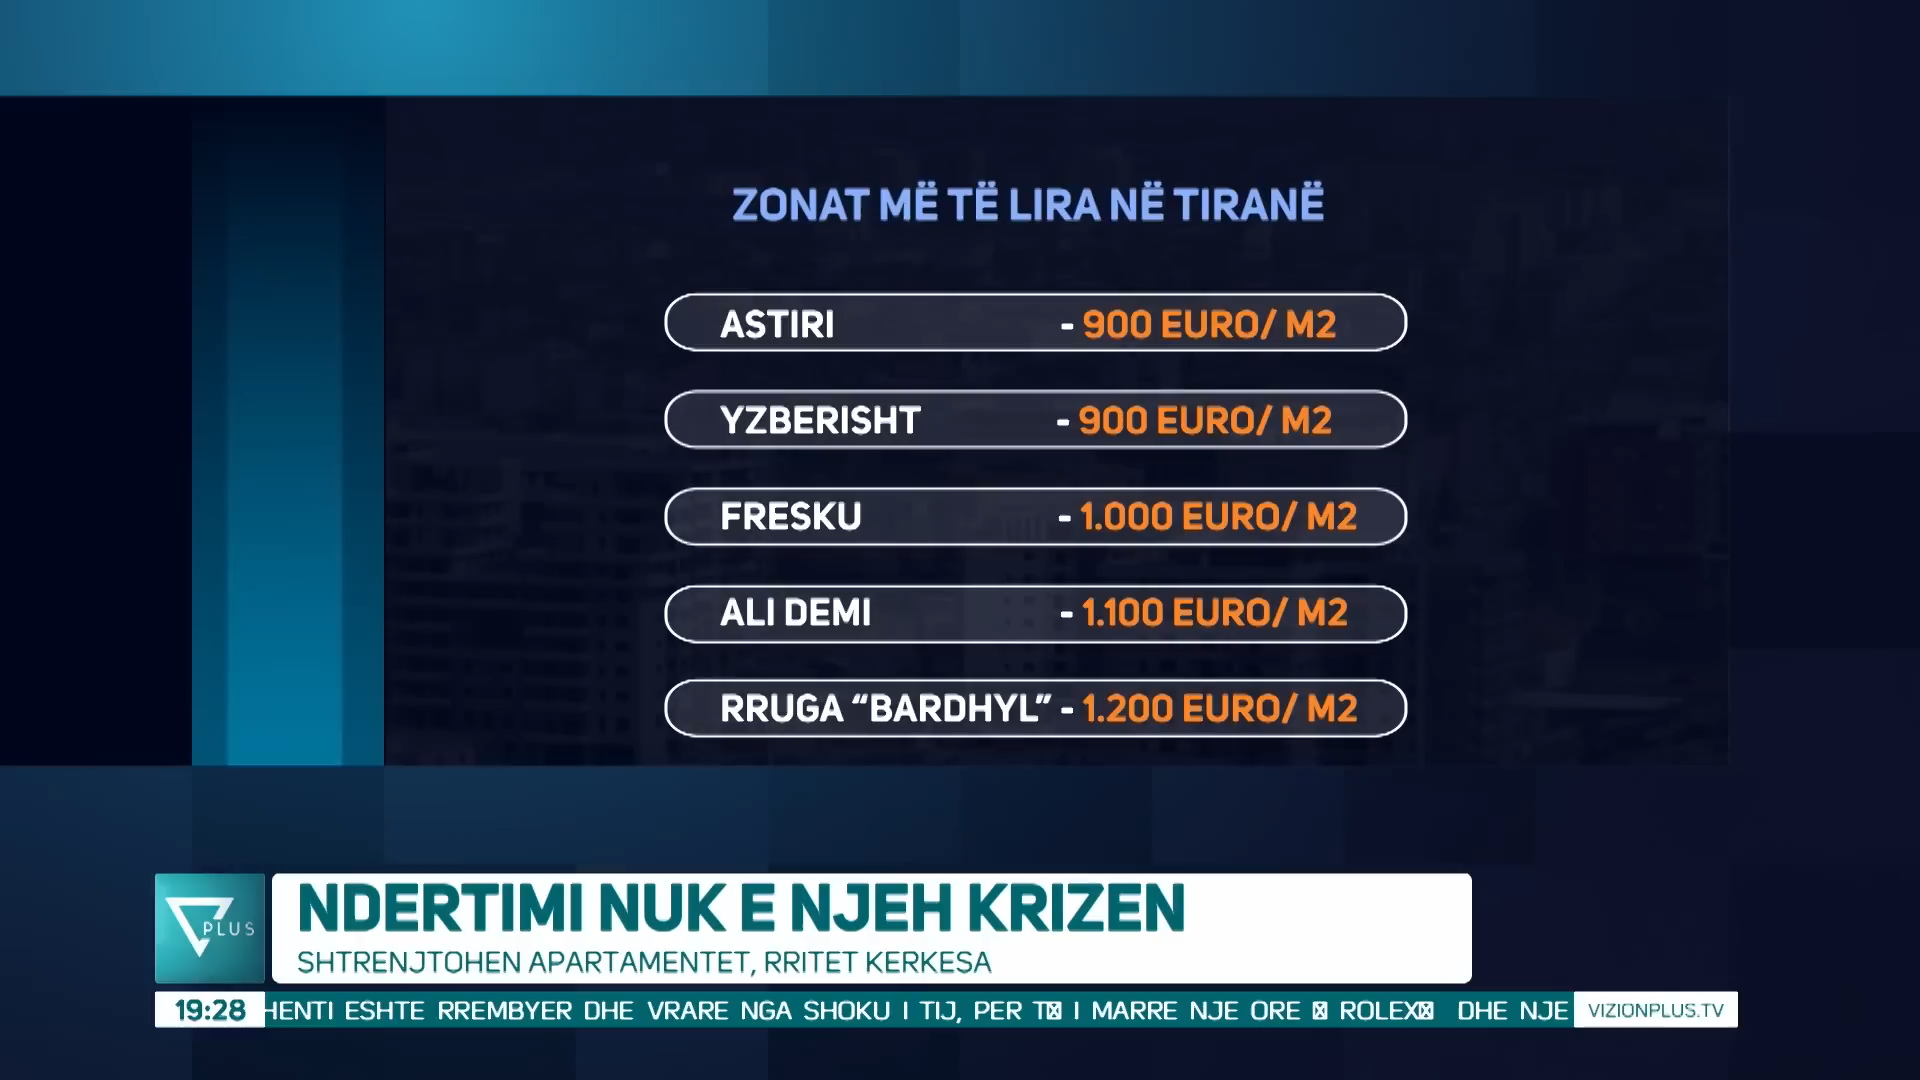 ZONAT MË TË LIRA NË TIRANË
ASTIRI - 900 EURO/ M2
YZBERISHT - 900 EURO/ M2
FRESKU - 1.000 EURO/ M2
ALI DEMI - 1.100 EURO/ M2
RRUGA “BARDHYL” - 1.200 EURO/ M2
PLUS
NDERTIMI NUK E NJEH KRIZEN
SHTRENJTOHEN APARTAMENTET, RRITET KERKESA
19:28
ESHTE RREMBYER DHE VRARE NGA SHOKU I TIJ, PER I MARRE NJE ORE ROLEX DHE NJE
VIZIONPLUS.TV